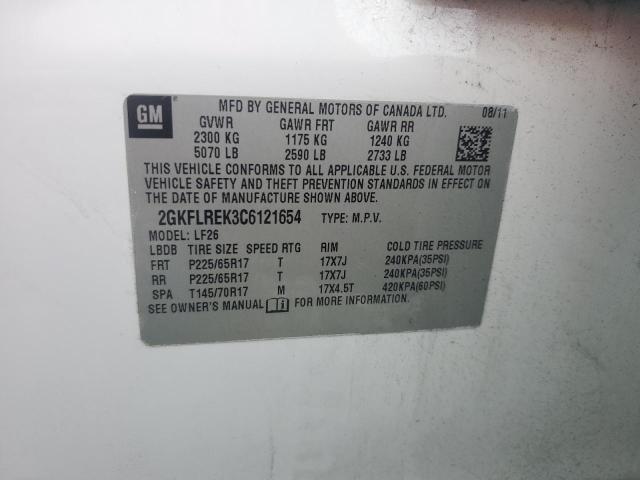 GM
MFD BY GENERAL MOTORS OF CANADA LTD. 08/11
GVWR GAWR FRT GAWR RR
2300 KG 1175 KG 1240 KG
5070 LB 2590 LB 2733 LB
THIS VEHICLE CONFORMS TO ALL APPLICABLE U.S. FEDERAL MOTOR
VEHICLE SAFETY AND THEFT PREVENTION STANDARDS IN EFFECT ON THE
DATE OF MANUFACTURE SHOWN ABOVE.
2GKFLREK3C6121654 TYPE: M.P.V.
MODEL: LF26
LBDB TIRE SIZE SPEED RTG RIM COLD TIRE PRESSURE
FRT P225/65R17 T 17X7J 240KPA(35PSI)
RR P225/65R17 T 17X7J 240KPA(35PSI)
SPA T145/70R17 M 17X4.5T 420KPA(60PSI)
SEE OWNER'S MANUAL FOR MORE INFORMATION.